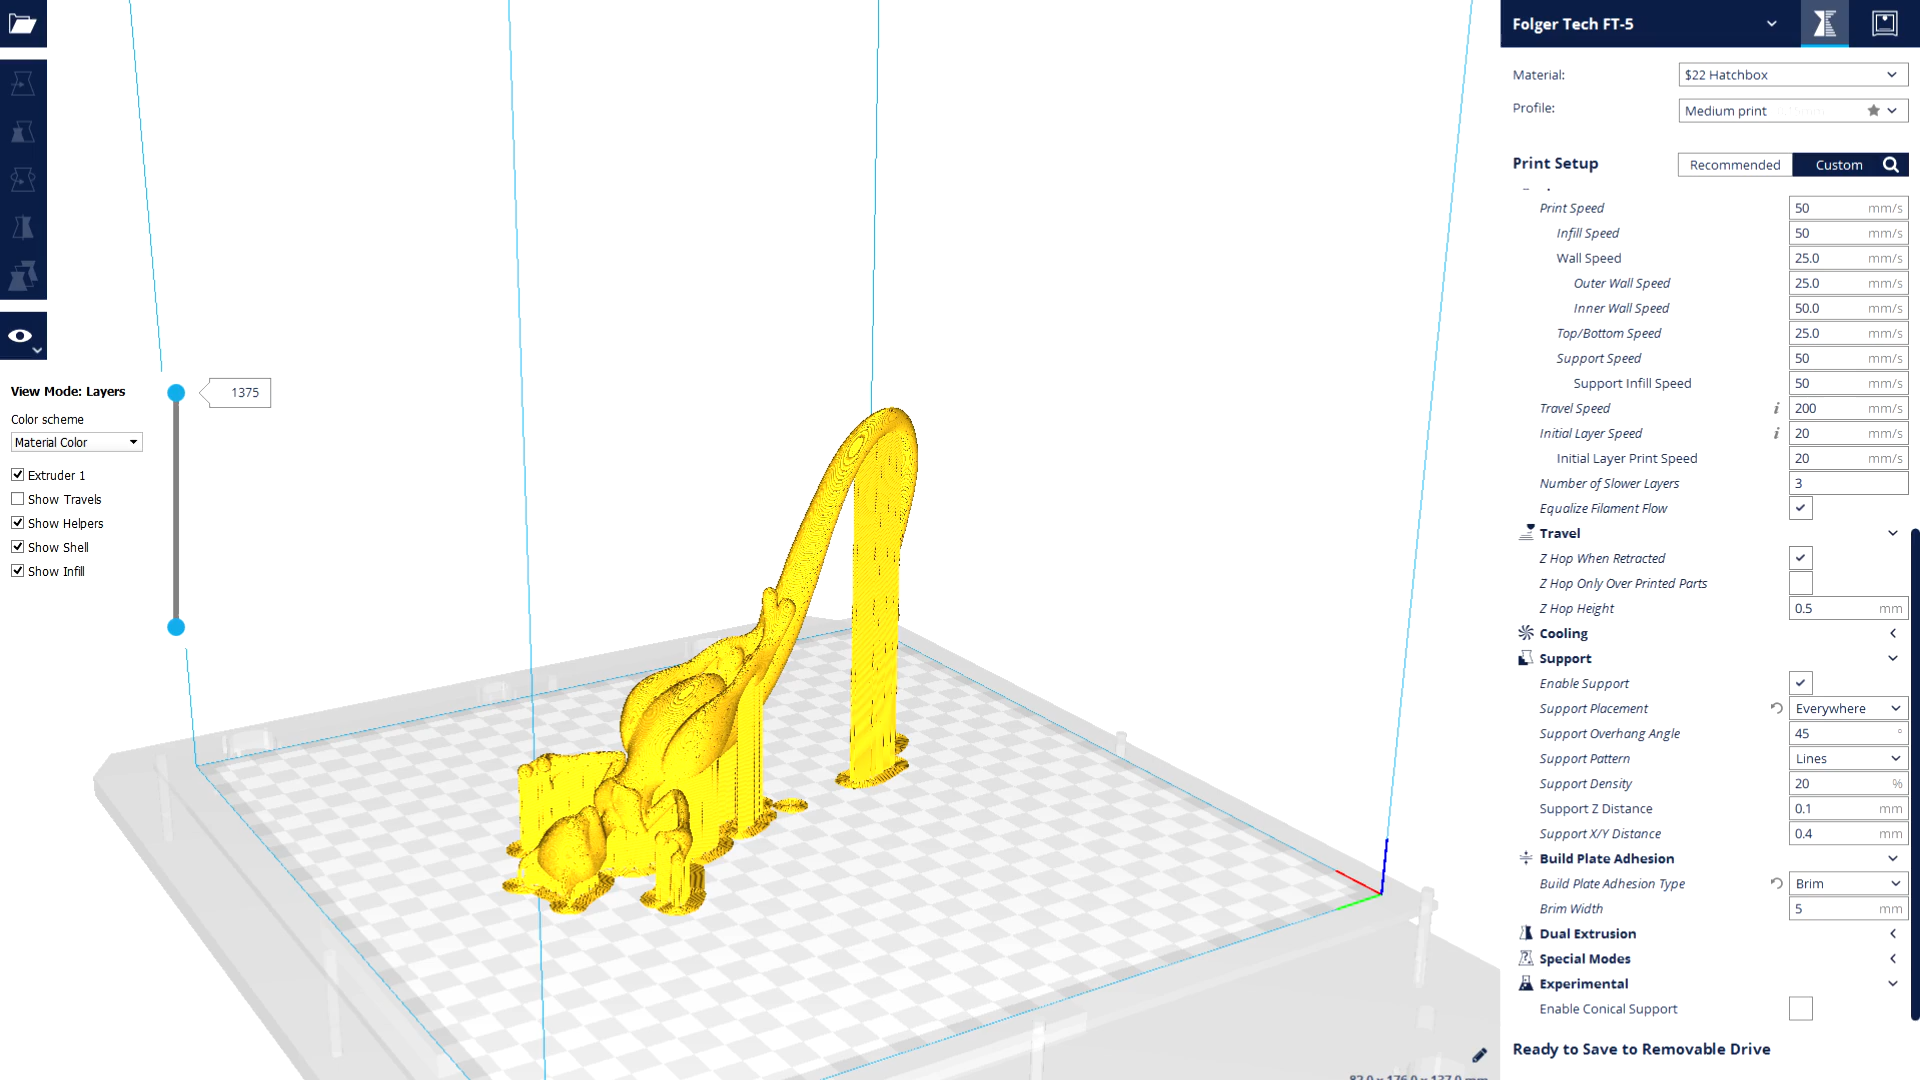 Folger Tech FT-5
Material:
$22 Hatchbox
Profile:
Medium print
Print Setup
Recommended
Custom
Print Speed
50 mm/s
Infill Speed
50 mm/s
Wall Speed
25.0 mm/s
Outer Wall Speed
25.0 mm/s
Inner Wall Speed
50.0 mm/s
Top/Bottom Speed
25.0 mm/s
Support Speed
50 mm/s
Support Infill Speed
50 mm/s
Travel Speed
i
200 mm/s
Initial Layer Speed
i
20 mm/s
Initial Layer Print Speed
20 mm/s
Number of Slower Layers
3
Equalize Filament Flow
Travel
Z Hop When Retracted
Z Hop Only Over Printed Parts
Z Hop Height
0.5 mm
Cooling
Support
Enable Support
Support Placement
Everywhere
Support Overhang Angle
45 °
Support Pattern
Lines
Support Density
20 %
Support Z Distance
0.1 mm
Support X/Y Distance
0.4 mm
Build Plate Adhesion
Build Plate Adhesion Type
Brim
Brim Width
5 mm
Dual Extrusion
Special Modes
Experimental
Enable Conical Support
Ready to Save to Removable Drive
View Mode: Layers
1375
Color scheme
Material Color
Extruder 1
Show Travels
Show Helpers
Show Shell
Show Infill